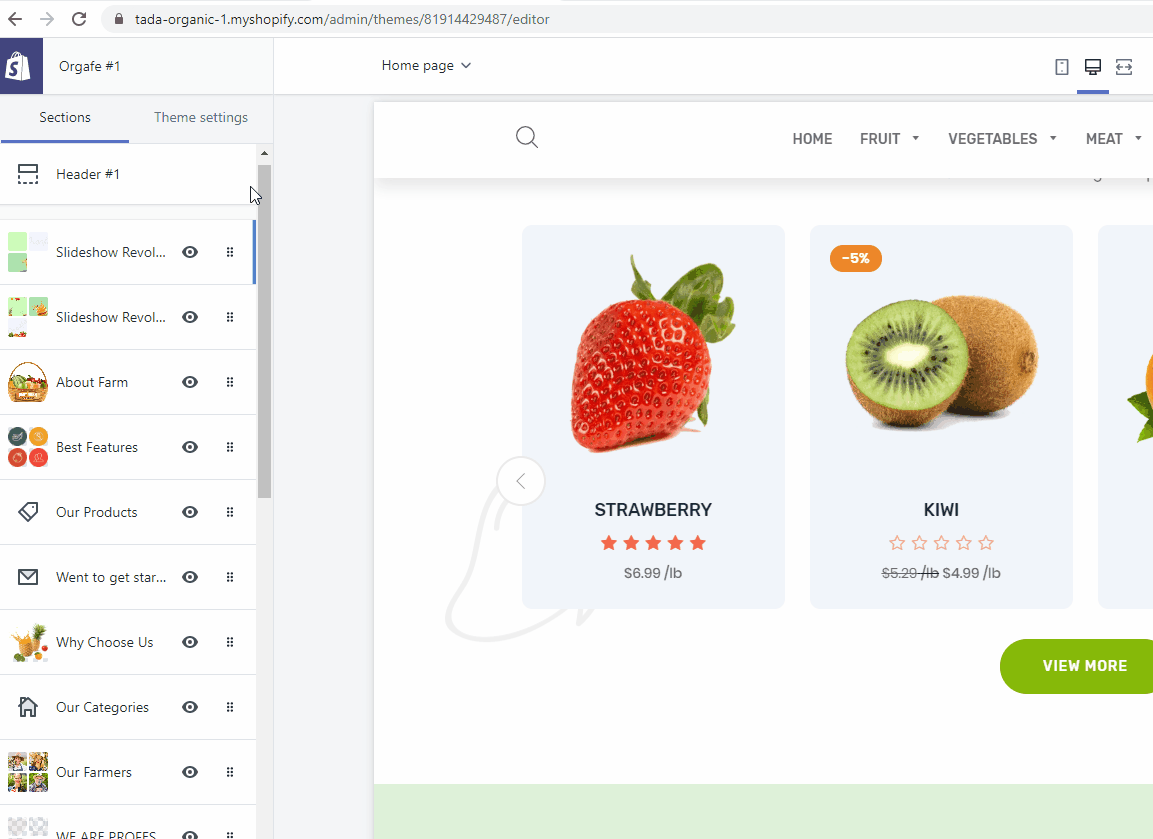 tada-organic-1.myshopify.com/admin/themes/81914429487/editor
Orgafe #1
Home page
Sections
Theme settings
Header #1
Slideshow Revol...
Slideshow Revol...
About Farm
Best Features
Our Products
Went to get star...
Why Choose Us
Our Categories
Our Farmers
WE ARE PROFES
HOME
FRUIT
VEGETABLES
MEAT
-5%
STRAWBERRY
$6.99 /lb
KIWI
$5.29 /lb $4.99 /lb
VIEW MORE